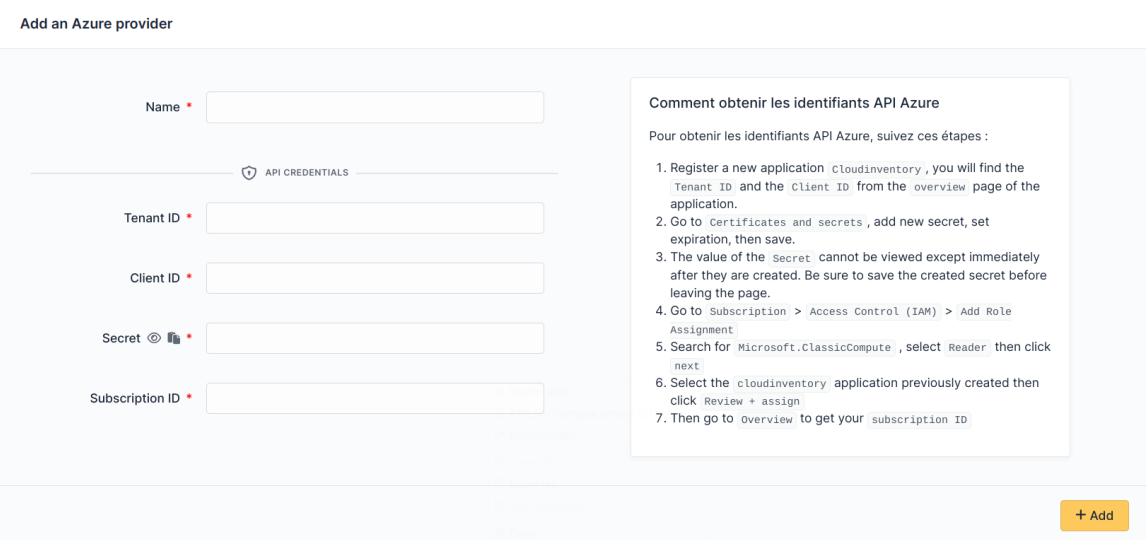 Add an Azure provider
Name *
API CREDENTIALS
Tenant ID *
Client ID *
Secret *
Subscription ID *
Comment obtenir les identifiants API Azure
Pour obtenir les identifiants API Azure, suivez ces étapes :
1. Register a new application Cloudinventory , you will find the
Tenant ID and the Client ID from the overview page of the
application.
2. Go to Certificates and secrets , add new secret, set
expiration, then save.
3. The value of the Secret cannot be viewed except immediately
after they are created. Be sure to save the created secret before
leaving the page.
4. Go to Subscription > Access Control (IAM) > Add Role
Assignment
5. Search for Microsoft.ClassicCompute , select Reader then click
next
6. Select the cloudinventory application previously created then
click Review + assign
7. Then go to Overview to get your subscription ID
+ Add